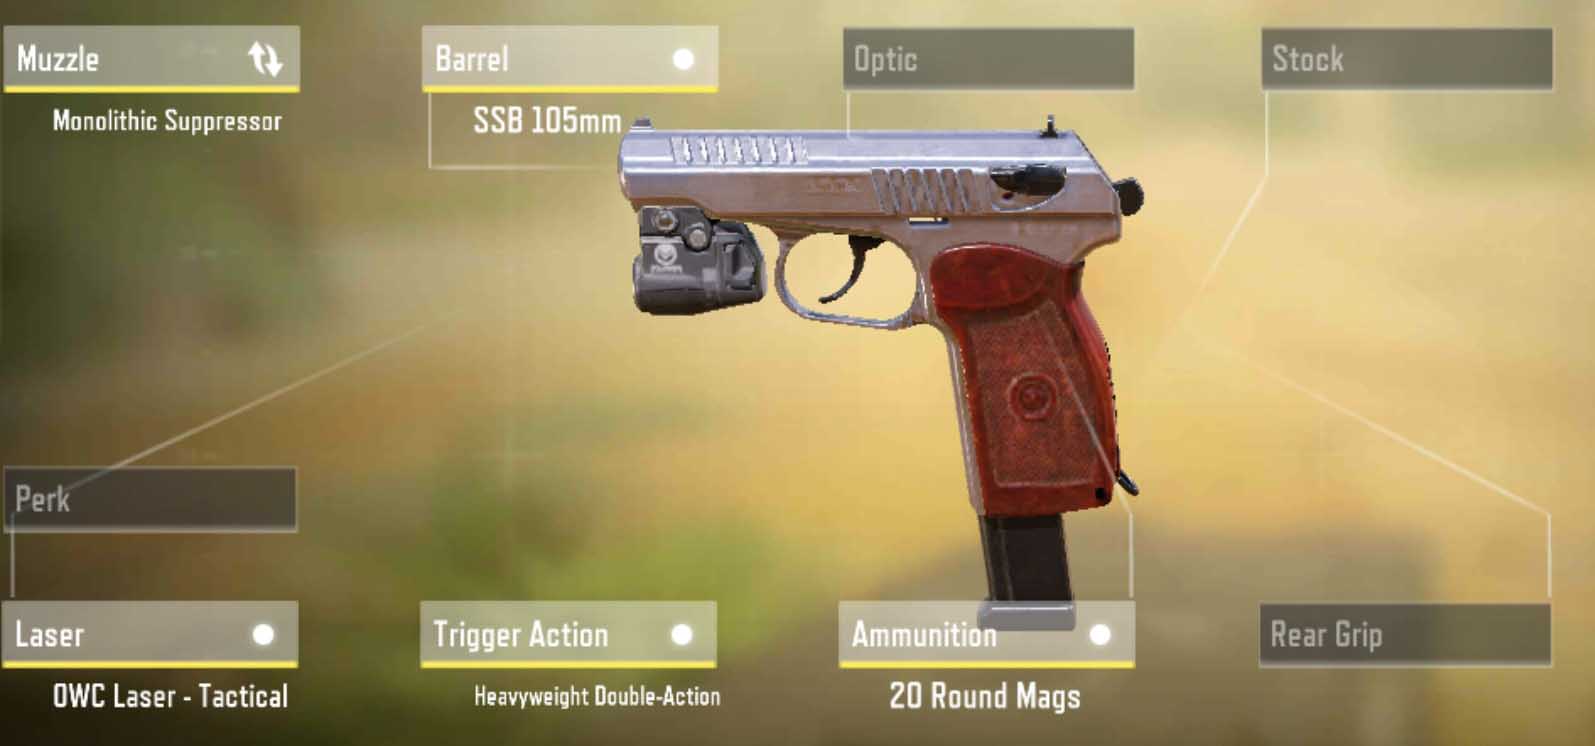 Muzzle
Monolithic Suppressor
Barrel
SSB 105mm
Optic
Stock
Perk
Laser
OWC Laser - Tactical
Trigger Action
Heavyweight Double-Action
Ammunition
20 Round Mags
Rear Grip